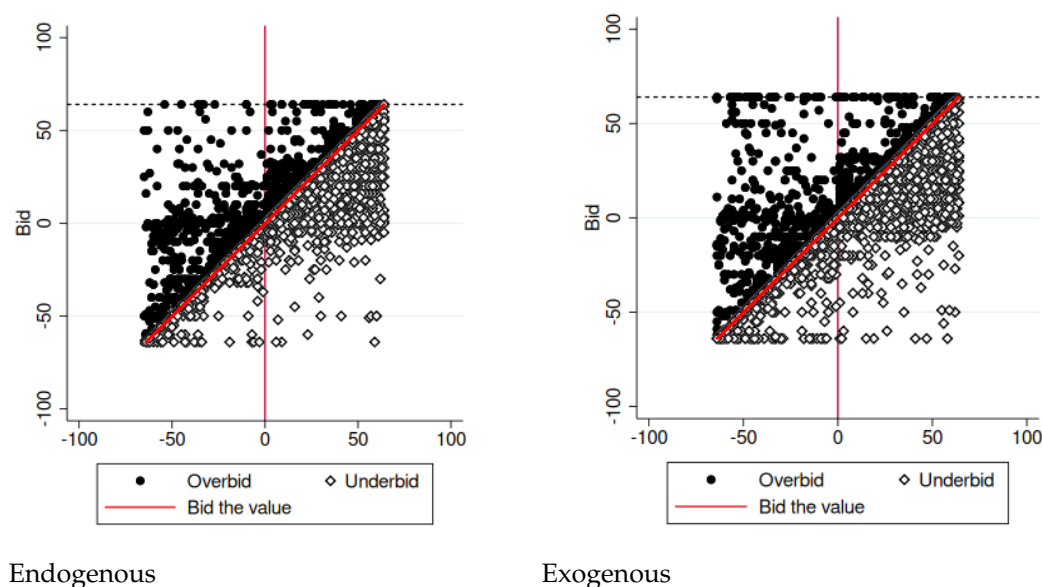 100
50
0
-50
-100
Bid
-100 -50 0 50 100
Overbid Underbid
Bid the value
Endogenous
100
50
0
-50
-100
Bid
-100 -50 0 50 100
Overbid Underbid
Bid the value
Exogenous